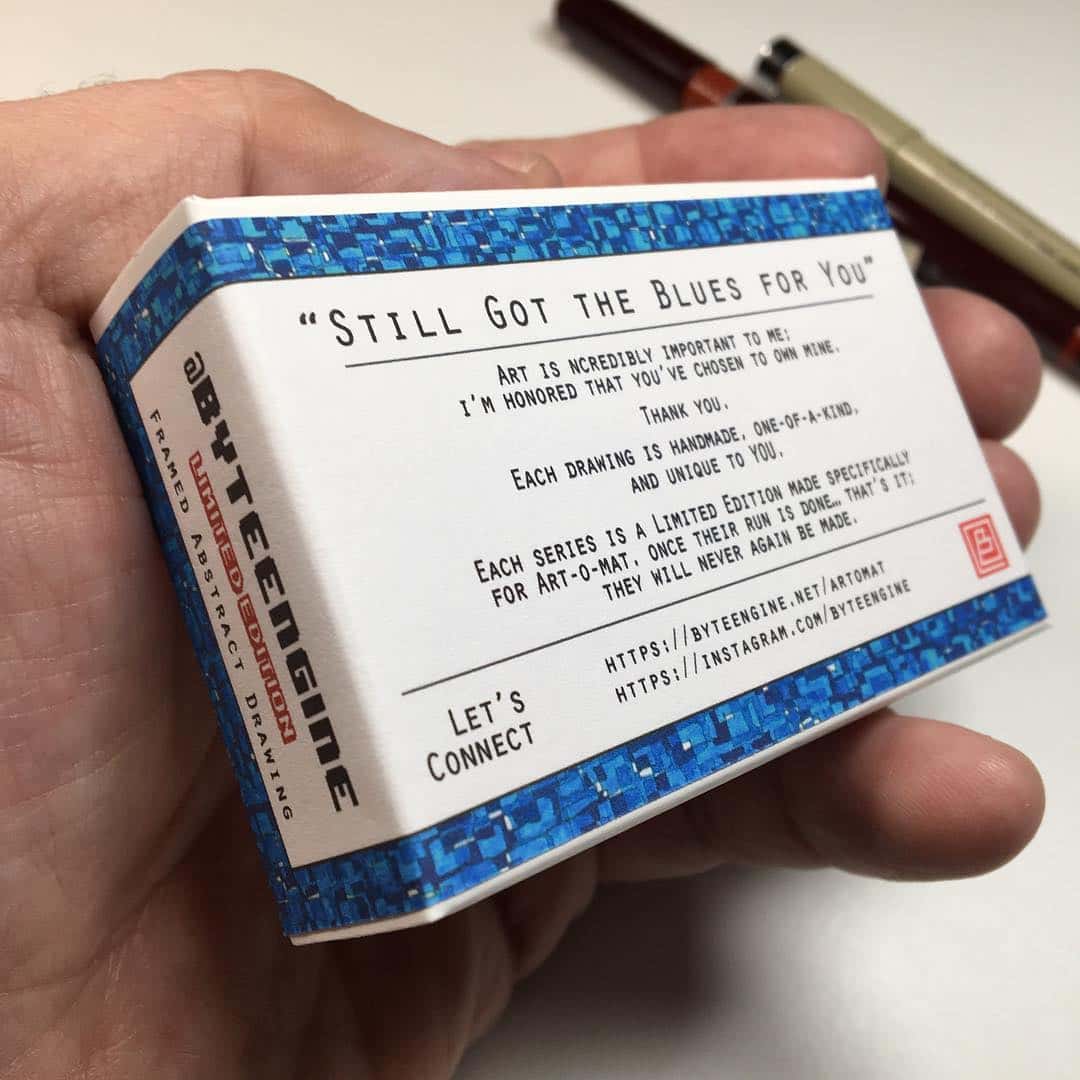 "Still Got the Blues for You"
Art is ncredibly important to me;
I'm honored that you've chosen to own mine.
Thank you.
Each drawing is handmade, one-of-a-kind,
and unique to YOU.
Each series is a Limited Edition made specifically
for Art-o-mat. Once their run is done... that's it;
they will never again be made.
Let's
Connect
https://byteengine.net/artomat
https://instagram.com/byteengine
B
@BYTEENGINE
LIMITED EDITION
Framed Abstract Drawing